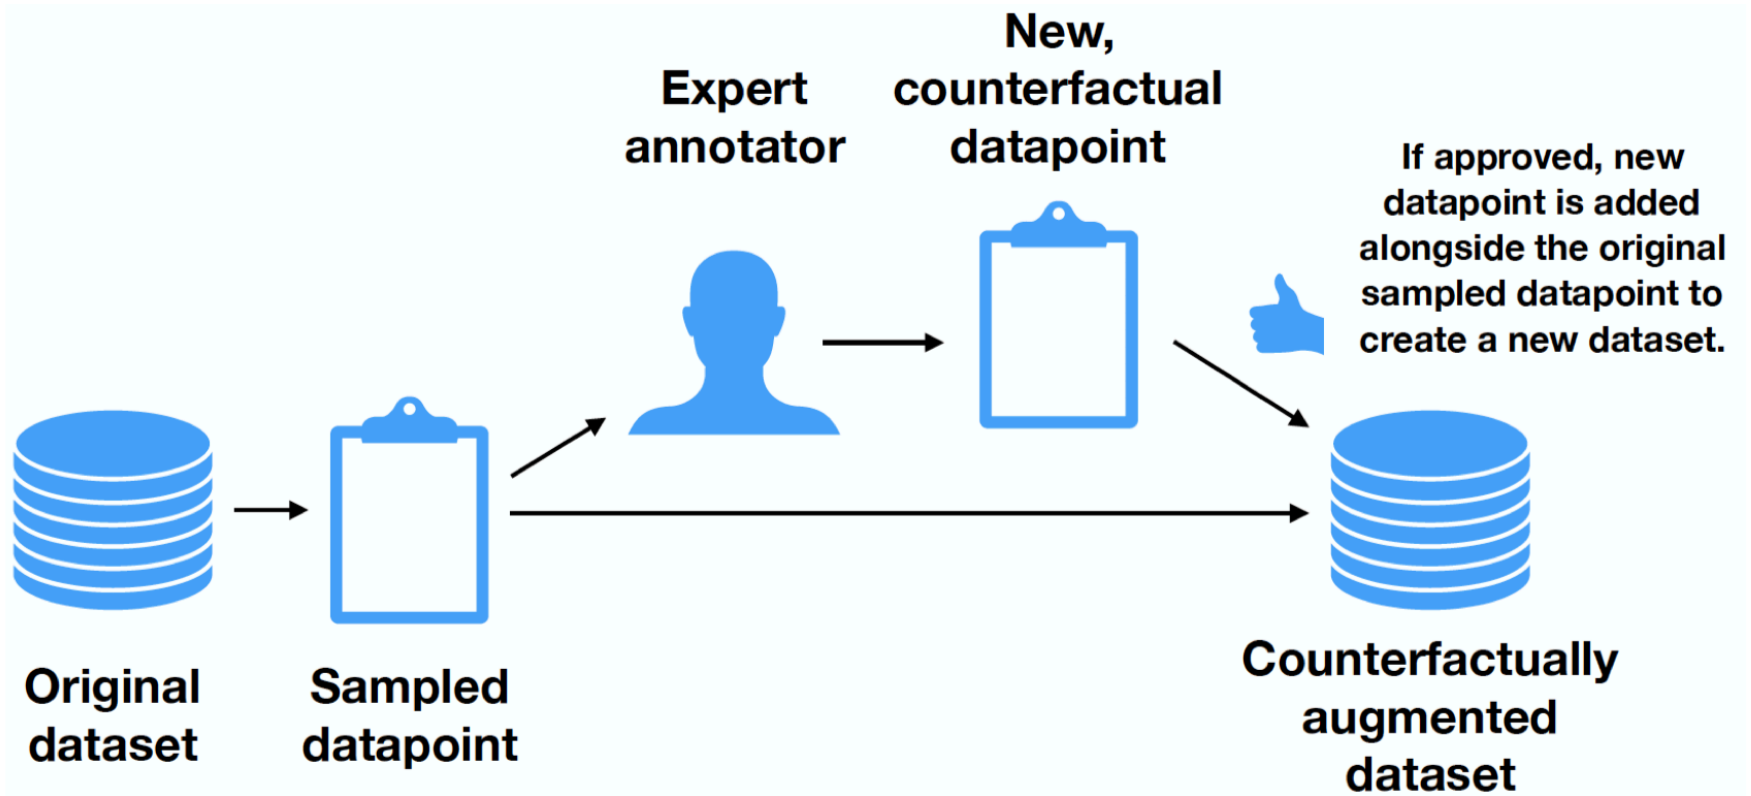 New,
counterfactual
datapoint
Expert
annotator
If approved, new
datapoint is added
alongside the original
sampled datapoint to
create a new dataset.
Original
dataset
Sampled
datapoint
Counterfactually
augmented
dataset